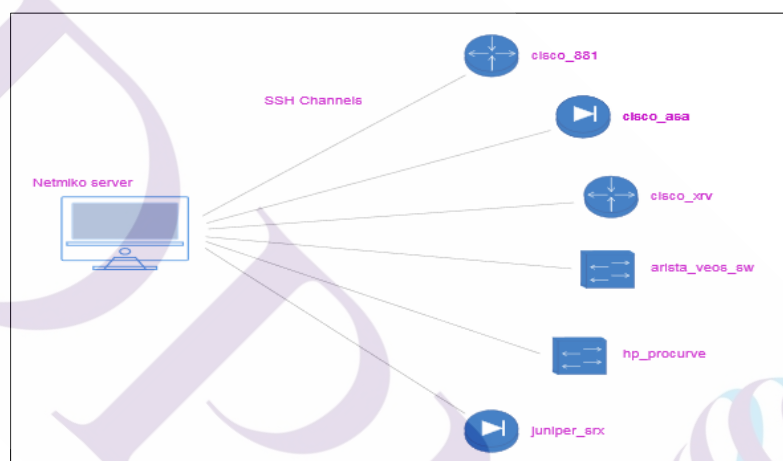 cisco_881
SSH Channels
cisco_asa
Netmiko server
cisco_xrv
arista_veos_sw
hp_procurve
juniper_srx